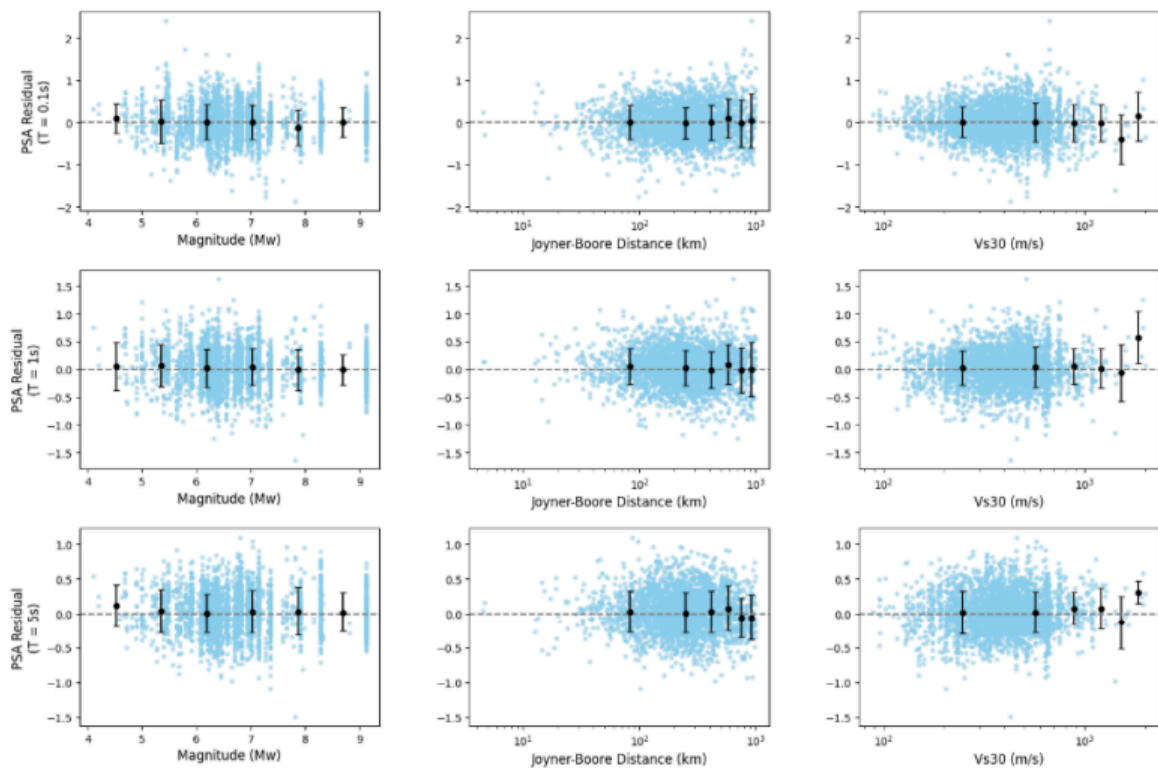 PSA Residual
(T = 0.1s)
2
1
0
−1
−2
4 5 6 7 8 9
Magnitude (Mw)
2
1
0
−1
−2
10¹ 10² 10³
Joyner-Boore Distance (km)
2
1
0
−1
−2
10² 10³
Vs30 (m/s)
PSA Residual
(T = 1s)
1.5
1.0
0.5
0.0
−0.5
−1.0
−1.5
4 5 6 7 8 9
Magnitude (Mw)
1.5
1.0
0.5
0.0
−0.5
−1.0
−1.5
10¹ 10² 10³
Joyner-Boore Distance (km)
1.5
1.0
0.5
0.0
−0.5
−1.0
−1.5
10² 10³
Vs30 (m/s)
PSA Residual
(T = 5s)
1.0
0.5
0.0
−0.5
−1.0
−1.5
4 5 6 7 8 9
Magnitude (Mw)
1.0
0.5
0.0
−0.5
−1.0
−1.5
10¹ 10² 10³
Joyner-Boore Distance (km)
1.0
0.5
0.0
−0.5
−1.0
−1.5
10² 10³
Vs30 (m/s)